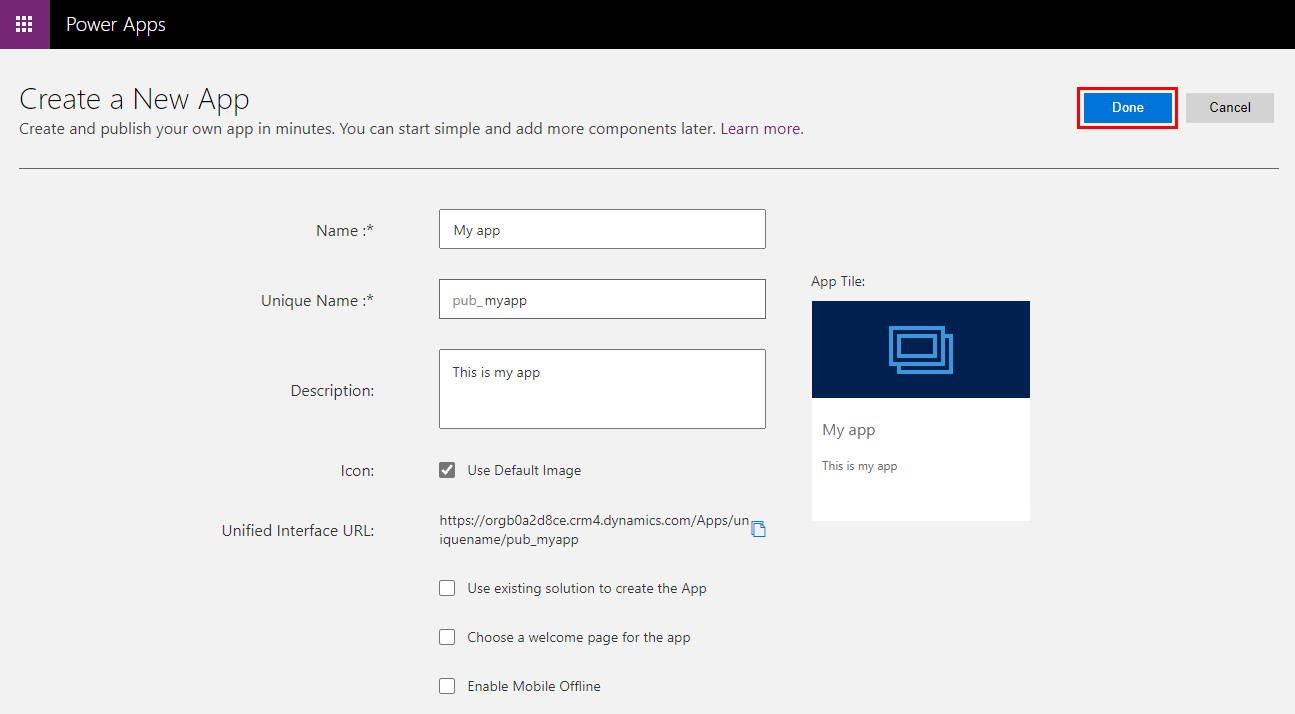 Power Apps
Create a New App
Done
Cancel
Create and publish your own app in minutes. You can start simple and add more components later. Learn more.
Name :*
My app
Unique Name :*
pub_myapp
App Tile:
Description:
This is my app
My app
This is my app
Icon:
Use Default Image
Unified Interface URL:
https://orgb0a2d8ce.crm4.dynamics.com/Apps/un
iquename/pub_myapp
Use existing solution to create the App
Choose a welcome page for the app
Enable Mobile Offline